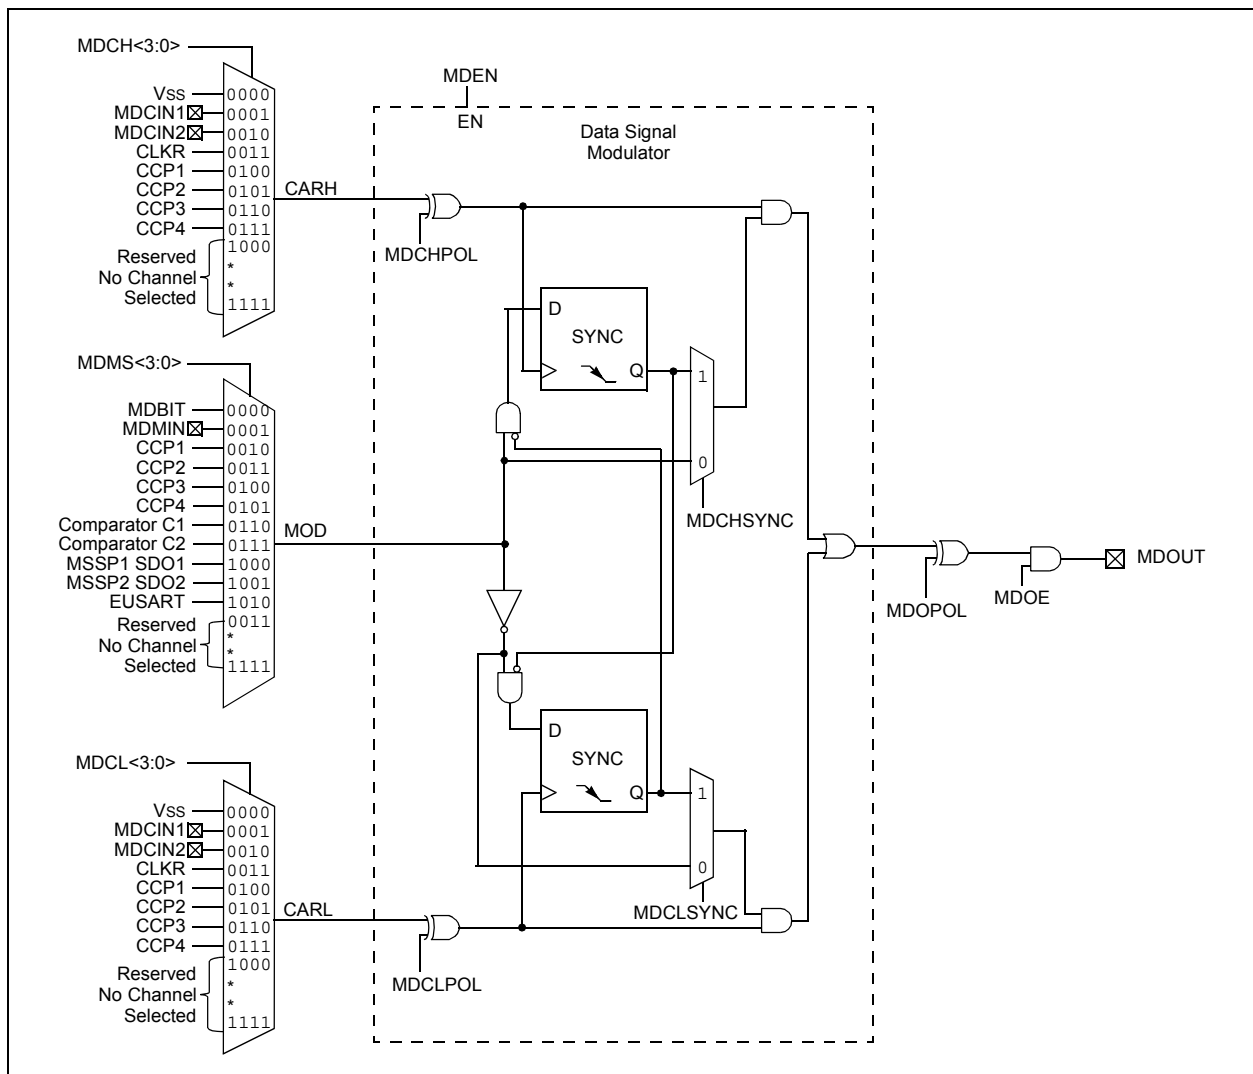 MDCH<3:0>
VSS 0000
MDCIN1 0001
MDCIN2 0010
CLKR 0011
CCP1 0100
CCP2 0101
CCP3 0110
CCP4 0111
Reserved 1000
No Channel *
*
Selected 1111
CARH
MDCHPOL
MDEN
EN
Data Signal
Modulator
D
SYNC
Q
1
0
MDCHSYNC
MDMS<3:0>
MDBIT 0000
MDMIN 0001
CCP1 0010
CCP2 0011
CCP3 0100
CCP4 0101
Comparator C1 0110
Comparator C2 0111
MSSP1 SDO1 1000
MSSP2 SDO2 1001
EUSART 1010
Reserved 0011
No Channel *
*
Selected 1111
MOD
MDOPOL
MDOE
MDOUT
D
SYNC
Q
1
0
MDCLSYNC
MDCL<3:0>
VSS 0000
MDCIN1 0001
MDCIN2 0010
CLKR 0011
CCP1 0100
CCP2 0101
CCP3 0110
CCP4 0111
Reserved 1000
No Channel *
*
Selected 1111
CARL
MDCLPOL